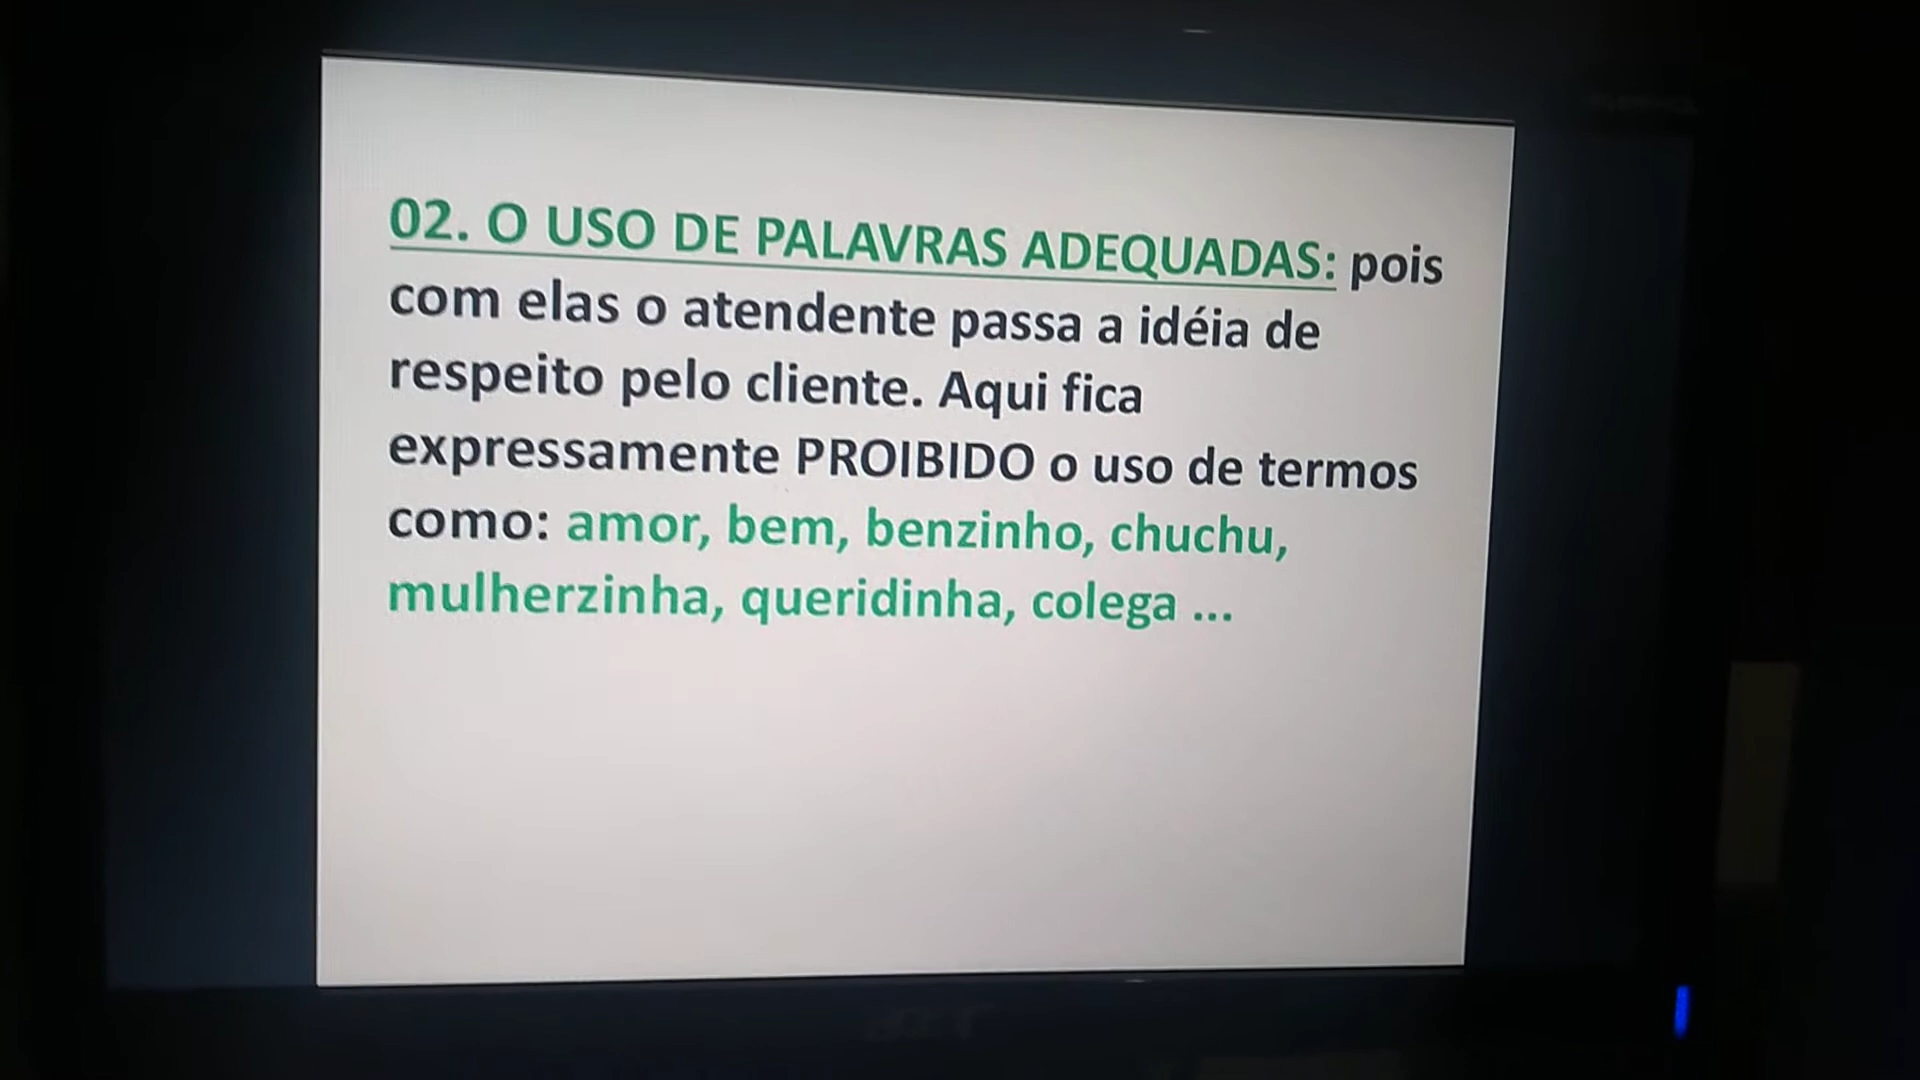 02. O USO DE PALAVRAS ADEQUADAS: pois
com elas o atendente passa a idéia de
respeito pelo cliente. Aqui fica
expressamente PROIBIDO o uso de termos
como: amor, bem, benzinho, chuchu,
mulherzinha, queridinha, colega ...